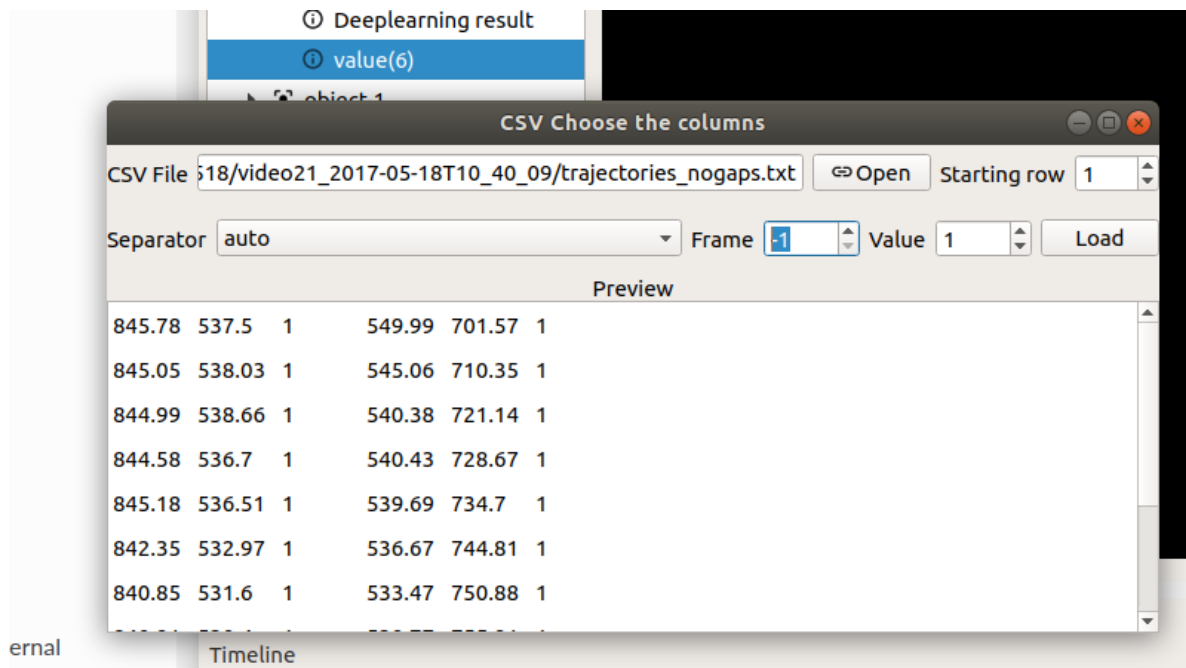 Deeplearning result
value(6)
object 1
CSV Choose the columns
CSV File 518/video21_2017-05-18T10_40_09/trajectories_nogaps.txt Open Starting row 1
Separator auto Frame -1 Value 1 Load
Preview
845.78 537.5 1 549.99 701.57 1
845.05 538.03 1 545.06 710.35 1
844.99 538.66 1 540.38 721.14 1
844.58 536.7 1 540.43 728.67 1
845.18 536.51 1 539.69 734.7 1
842.35 532.97 1 536.67 744.81 1
840.85 531.6 1 533.47 750.88 1
ernal
Timeline